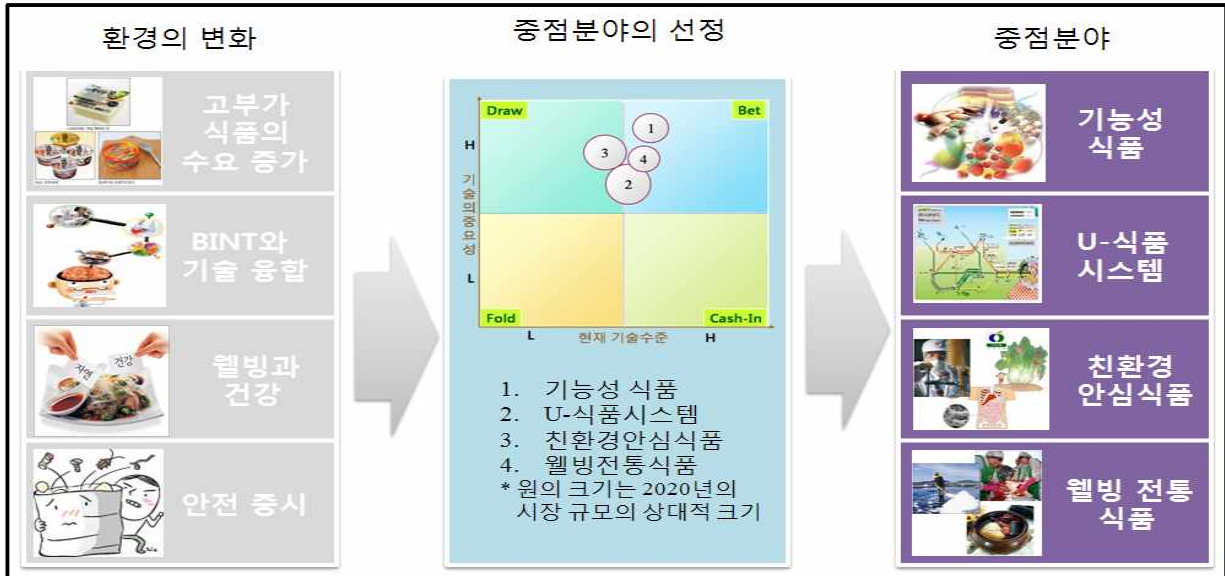 환경의 변화
고부가
식품의
수요 증가
BINT와
기술 융합
자연
건강
웰빙과
건강
안전 중시
중점분야의 선정
Draw
Bet
H
기술의중요성
L
1
3
4
2
Fold
Cash-In
L
현재 기술수준
H
1. 기능성 식품
2. U-식품시스템
3. 친환경안심식품
4. 웰빙전통식품
* 원의 크기는 2020년의
시장 규모의 상대적 크기
중점분야
기능성
식품
U-식품
시스템
친환경
안심식품
웰빙 전통
식품